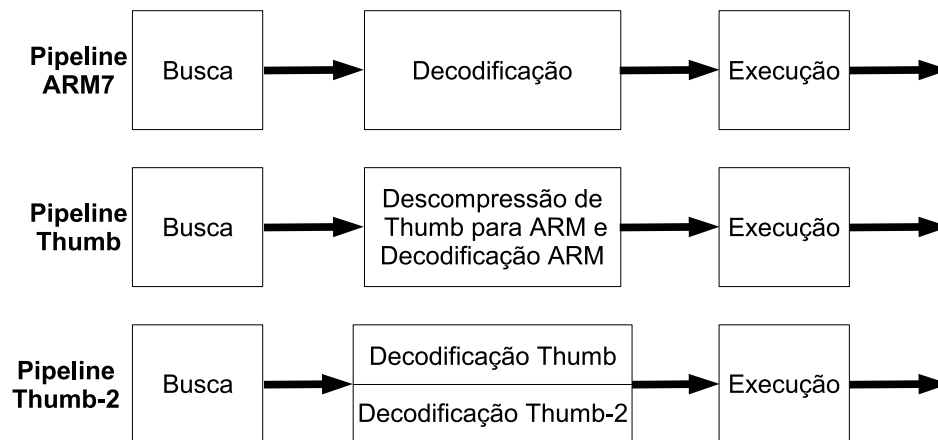 Pipeline
ARM7
Busca
Decodificação
Execução
Pipeline
Thumb
Busca
Descompressão de
Thumb para ARM e
Decodificação ARM
Execução
Pipeline
Thumb-2
Busca
Decodificação Thumb
Decodificação Thumb-2
Execução